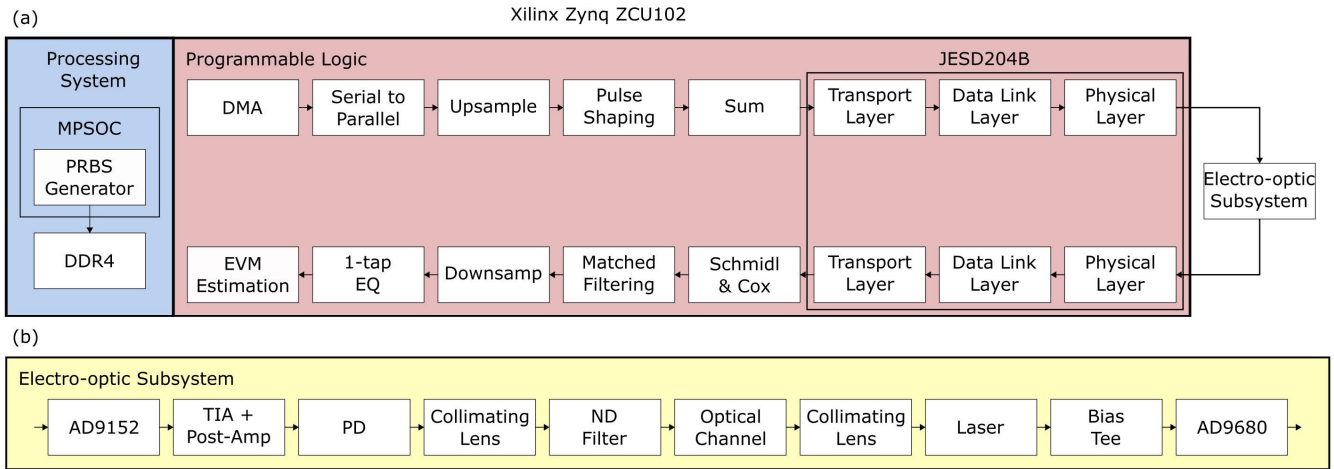 (a)
Xilinx Zynq ZCU102
Processing
System
MPSOC
PRBS
Generator
DDR4
Programmable Logic
JESD204B
DMA
Serial to
Parallel
Upsample
Pulse
Shaping
Sum
Transport
Layer
Data Link
Layer
Physical
Layer
Electro-optic
Subsystem
EVM
Estimation
1-tap
EQ
Downsamp
Matched
Filtering
Schmidl
& Cox
Transport
Layer
Data Link
Layer
Physical
Layer
(b)
Electro-optic Subsystem
AD9152
TIA +
Post-Amp
PD
Collimating
Lens
ND
Filter
Optical
Channel
Collimating
Lens
Laser
Bias
Tee
AD9680